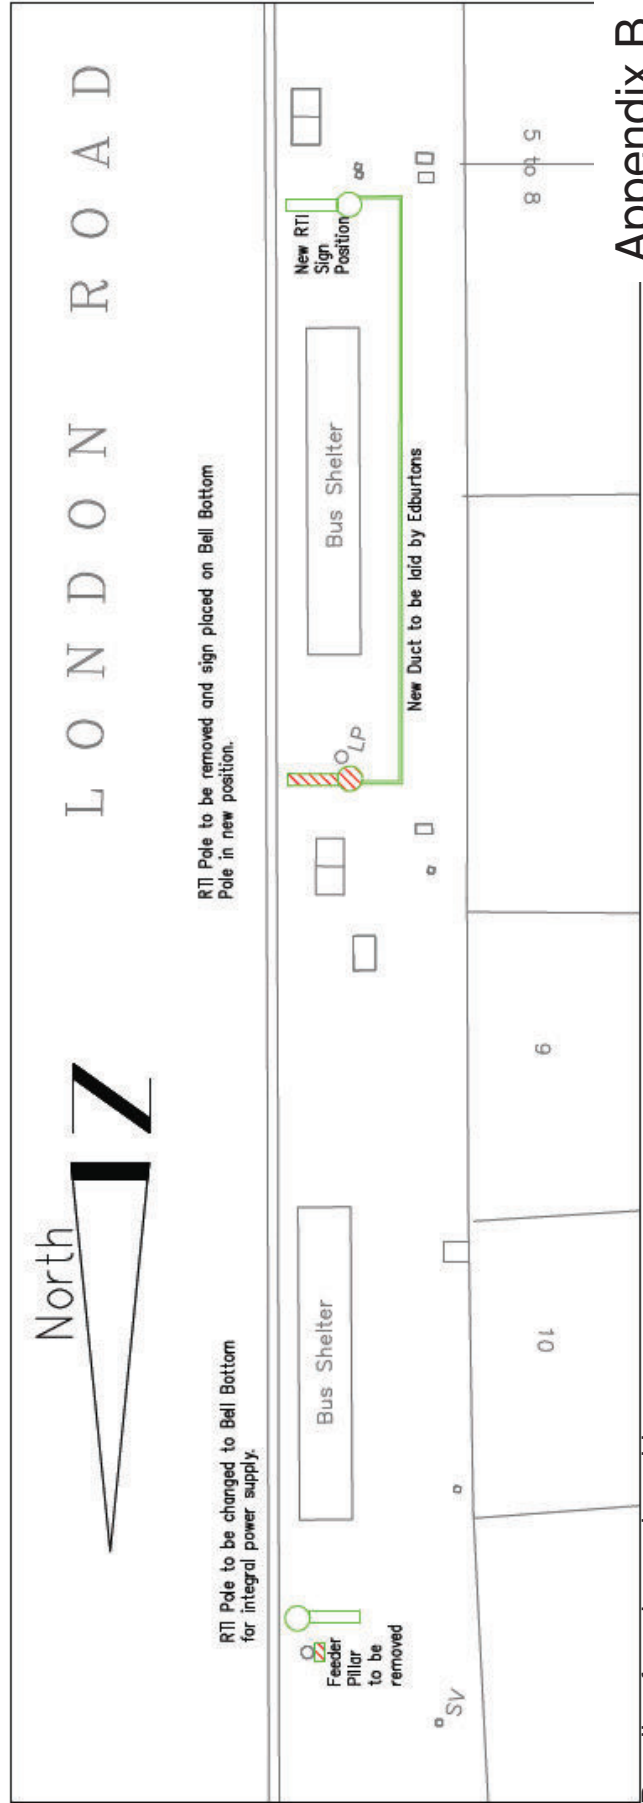 LONDON ROAD
North
N
RTI Pole to be changed to Bell Bottom
for integral power supply.
RTI Pole to be removed and sign placed on Bell Bottom
Pole in new position.
Feeder
Pillar
to be
removed
Bus Shelter
LP
Bus Shelter
New RTI
Sign
Position
New Duct to be laid by Edburtons
SV
10
9
5 to 8
Appendix B